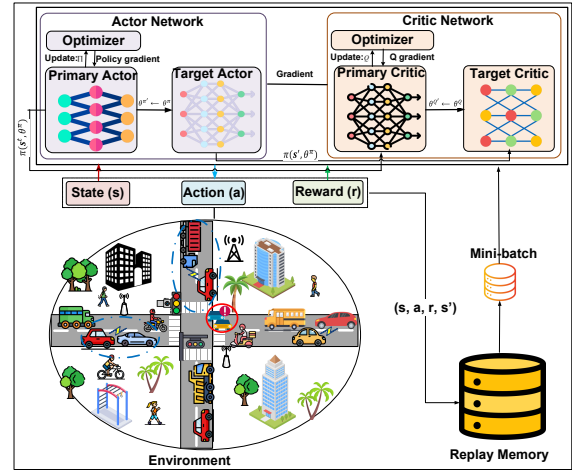 Actor Network
Critic Network
Optimizer
Optimizer
Update:Π
Policy gradient
Update:Q
Q gradient
Primary Actor
Target Actor
Gradient
Primary Critic
Target Critic
θ^π' ← θ^π
θ^Q' ← θ^Q
π(s^t, θ^π)
π(s', θ^π)
State (s)
Action (a)
Reward (r)
Mini-batch
(s, a, r, s')
Replay Memory
Environment